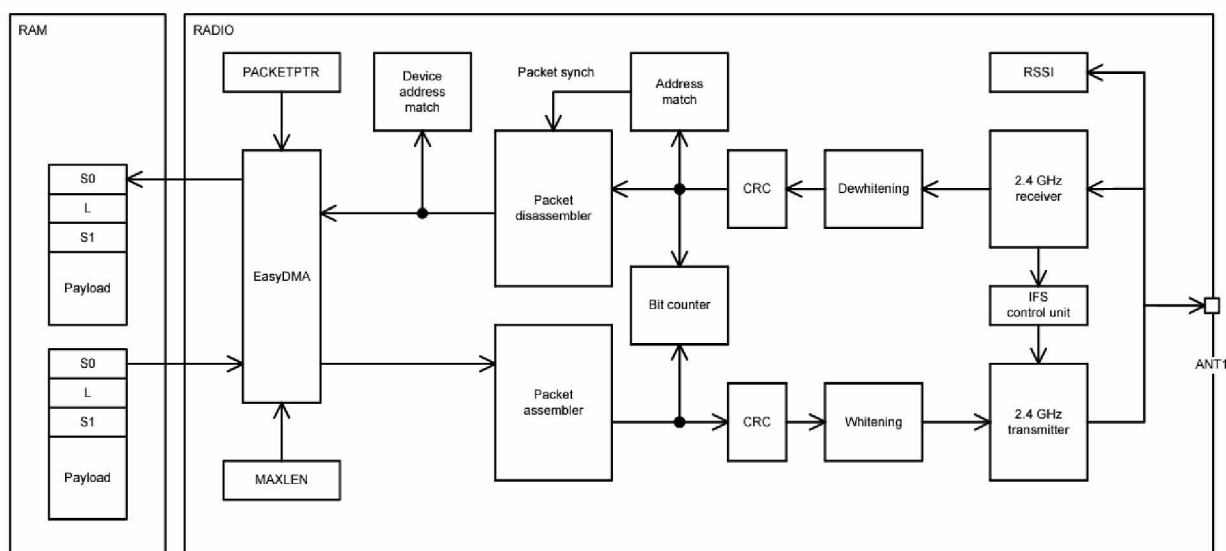 RAM
RADIO
PACKETPTR
Device
address
match
Packet synch
Address
match
RSSI
S0
L
S1
Payload
EasyDMA
Packet
disassembler
CRC
Dewhitening
2.4 GHz
receiver
Bit counter
IFS
control unit
ANT1
S0
L
S1
Payload
Packet
assembler
CRC
Whitening
2.4 GHz
transmitter
MAXLEN